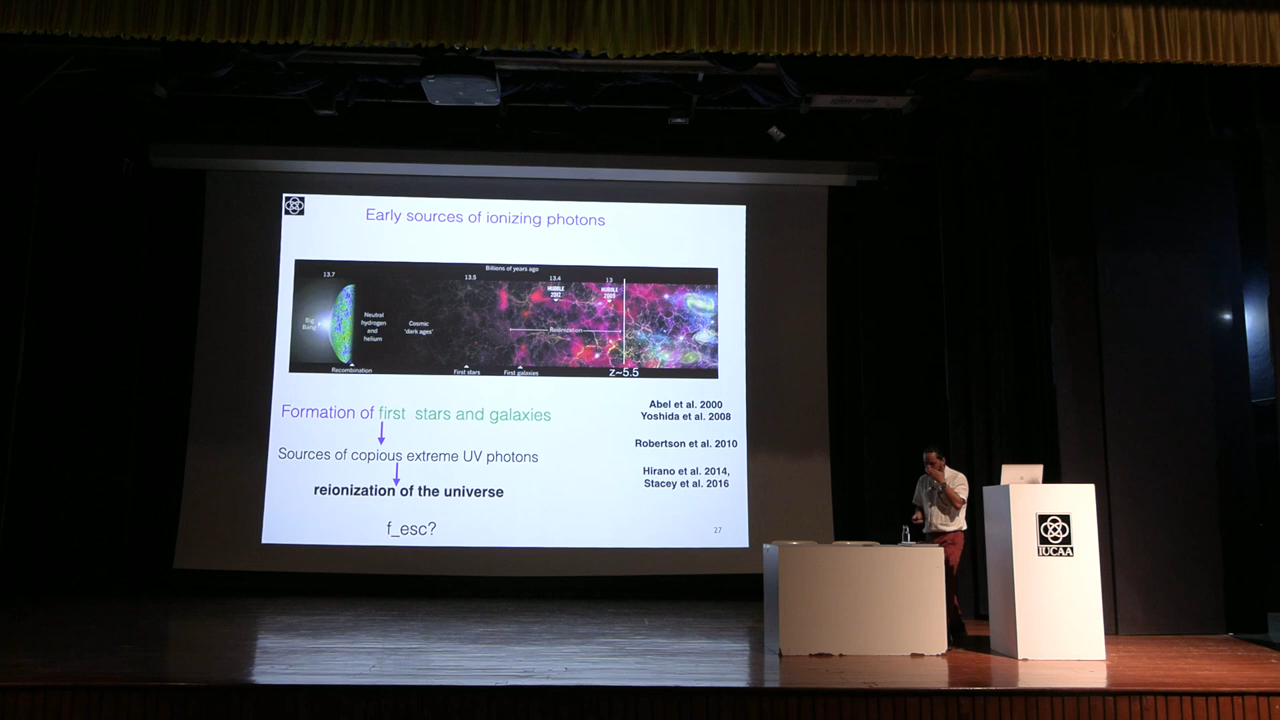 Early sources of ionizing photons
Billions of years ago
13.7
13.5
13.4
13
HUBBLE
2012
HUBBLE
2009
Big
Bang
Neutral
hydrogen
and
helium
Cosmic
'dark ages'
Reionization
Recombination
First stars
First galaxies
z~5.5
Formation of first stars and galaxies
Sources of copious extreme UV photons
reionization of the universe
f_esc?
Abel et al. 2000
Yoshida et al. 2008
Robertson et al. 2010
Hirano et al. 2014,
Stacey et al. 2016
27
IUCAA